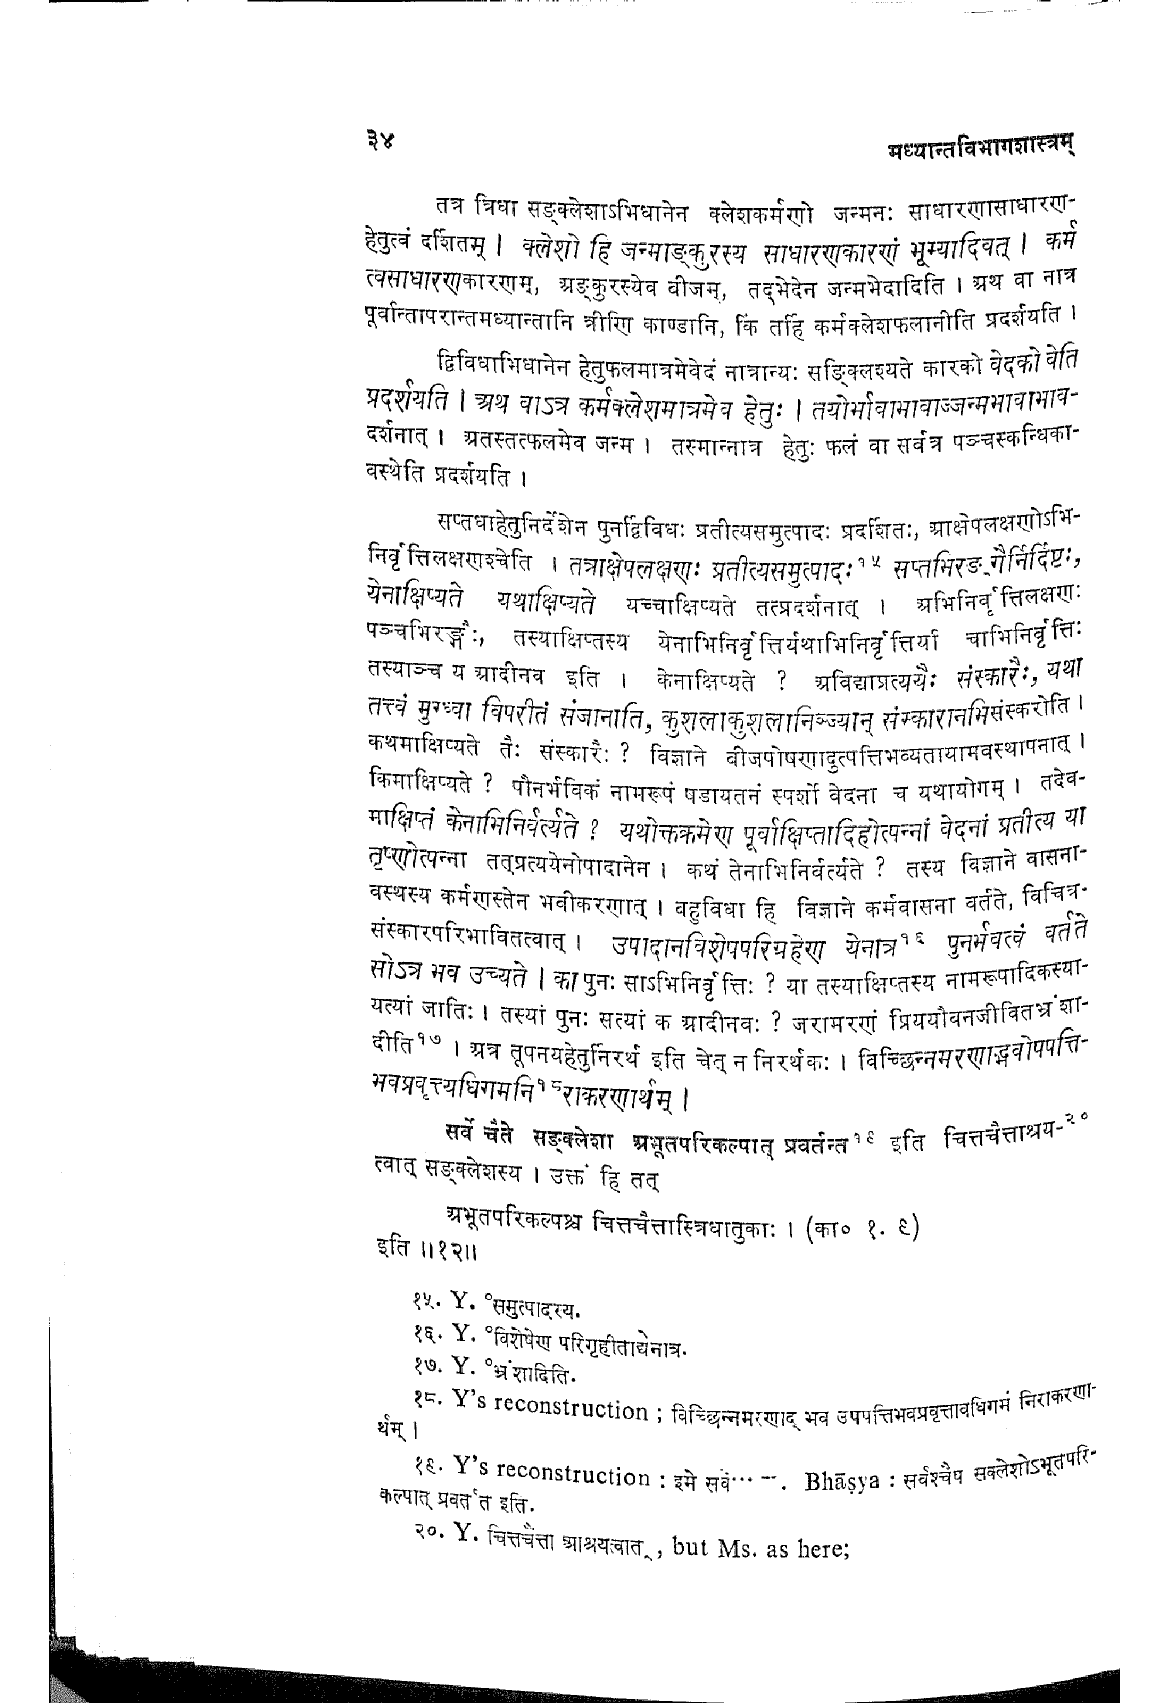 ३४
मध्यान्तविभागशास्त्रम्
तत्र त्रिधा सङ्क्लेशाऽभिधानेन क्लेशकर्मणो जन्मनः साधारणासाधारण-
हेतुत्वं दर्शितम् । क्लेशो हि जन्माङ्कुरस्य साधारणकारणं भूम्यादिवत् । कर्म
त्वसाधारणकारणम्, अङ्कुरस्येव बीजम्, तद्भेदेन जन्मभेदादिति । अथ वा नात्र
पूर्वान्तापरान्तमध्यान्तानि त्रीणि काण्डानि, किं तर्हि कर्मक्लेशफलानीति प्रदर्शयति ।
द्विविधाभिधानेन हेतुफलमात्रमेवेदं नात्रान्यः सङ्क्लिश्यते कारको वेदको वेति
प्रदर्शयति । अथ वाऽत्र कर्मक्लेशमात्रमेव हेतुः । तयोर्भावाभावाज्जन्मभावाभाव-
दर्शनात् । अतस्तत्फलमेव जन्म । तस्मान्नात्र हेतुः फलं वा सर्वत्र पञ्चस्कन्धिका-
वस्थेति प्रदर्शयति ।
सप्तधाहेतुनिर्देशेन पुनर्द्विविधः प्रतीत्यसमुत्पादः प्रदर्शितः, आक्षेपलक्षणोऽभि-
निर्वृत्तिलक्षणश्चेति । तत्राक्षेपलक्षणः प्रतीत्यसमुत्पादः१५ सप्तभिरङ्गैर्निर्दिष्टः,
येनाक्षिप्यते यथाक्षिप्यते यच्चाक्षिप्यते तत्प्रदर्शनात् । अभिनिर्वृत्तिलक्षणः
पञ्चभिरङ्गैः, तस्याक्षिप्तस्य येनाभिनिर्वृत्तिर्यथाभिनिर्वृत्तिर्या चाभिनिर्वृत्तिः
तस्याञ्च य आदीनव इति । केनाक्षिप्यते ? अविद्याप्रत्ययैः संस्कारैः, यथा
तत्त्वं मुग्ध्वा विपरीतं संजानाति, कुशलाकुशलानिञ्ज्यान् संस्कारानभिसंस्करोति ।
कथमाक्षिप्यते तैः संस्कारैः ? विज्ञाने बीजपोषणादुत्पत्तिभव्यतायामवस्थापनात् ।
किमाक्षिप्यते ? पौनर्भविकं नामरूपं षडायतनं स्पर्शो वेदना च यथायोगम् । तदेव-
माक्षिप्तं केनाभिनिर्वर्त्यते ? यथोक्तक्रमेण पूर्वाक्षिप्तादिहोत्पन्नां वेदनां प्रतीत्य या
तृष्णोत्पन्ना तत्प्रत्ययेनोपादानेन । कथं तेनाभिनिर्वर्त्यते ? तस्य विज्ञाने वासना-
वस्थस्य कर्मणस्तेन भवीकरणात् । बहुविधा हि विज्ञाने कर्मवासना वर्तते, विचित्र-
संस्कारपरिभावितत्वात् । उपादानविशेषपरिग्रहेण येनात्र१६ पुनर्भवत्वं वर्तते
सोऽत्र भव उच्यते । का पुनः साऽभिनिर्वृत्तिः ? या तस्याक्षिप्तस्य नामरूपादिकस्या-
यत्यां जातिः । तस्यां पुनः सत्यां क आदीनवः ? जरामरणं प्रिययौवनजीवितभ्रंशा-
दीति१७ । अत्र तूपनयहेतुर्निरर्थ इति चेत् न निरर्थकः । विच्छिन्नमरणाद्भवोपपत्ति-
भवप्रवृत्त्यधिगमनि१८राकरणार्थम् ।
सर्वे चैते सङ्क्लेशा अभूतपरिकल्पात् प्रवर्तन्त१९ इति चित्तचैत्ताश्रय-२०
त्वात् सङ्क्लेशस्य । उक्तं हि तत्
अभूतपरिकल्पश्च चित्तचैत्तास्त्रिधातुकाः । (का० १. ९)
इति ॥१२॥
१५. Y. °समुत्पादस्य.
१६. Y. °विशेषेण परिगृहीताद्येनात्र.
१७. Y. °भ्रंशादिति.
१८. Y's reconstruction ; विच्छिन्नमरणाद् भव उपपत्तिभवप्रवृत्तावधिगमं निराकरणा-
र्थम् ।
१९. Y's reconstruction : इमे सर्वे··· –. Bhāṣya : सर्वश्चैष सक्लेशोऽभूतपरि-
कल्पात् प्रवर्तत इति.
२०. Y. चित्तचैत्ता आश्रयत्वात्, but Ms. as here;